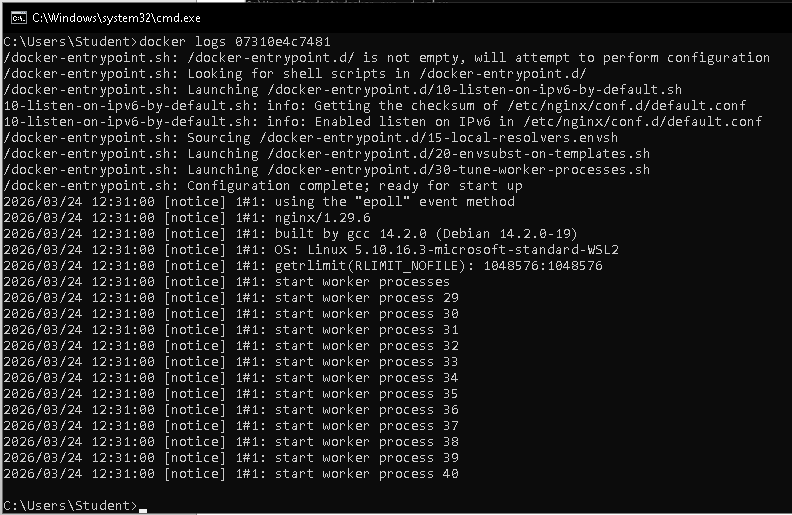 C:\Windows\system32\cmd.exe
C:\Users\Student>docker logs 07310e4c7481
/docker-entrypoint.sh: /docker-entrypoint.d/ is not empty, will attempt to perform configuration
/docker-entrypoint.sh: Looking for shell scripts in /docker-entrypoint.d/
/docker-entrypoint.sh: Launching /docker-entrypoint.d/10-listen-on-ipv6-by-default.sh
10-listen-on-ipv6-by-default.sh: info: Getting the checksum of /etc/nginx/conf.d/default.conf
10-listen-on-ipv6-by-default.sh: info: Enabled listen on IPv6 in /etc/nginx/conf.d/default.conf
/docker-entrypoint.sh: Sourcing /docker-entrypoint.d/15-local-resolvers.envsh
/docker-entrypoint.sh: Launching /docker-entrypoint.d/20-envsubst-on-templates.sh
/docker-entrypoint.sh: Launching /docker-entrypoint.d/30-tune-worker-processes.sh
/docker-entrypoint.sh: Configuration complete; ready for start up
2026/03/24 12:31:00 [notice] 1#1: using the "epoll" event method
2026/03/24 12:31:00 [notice] 1#1: nginx/1.29.6
2026/03/24 12:31:00 [notice] 1#1: built by gcc 14.2.0 (Debian 14.2.0-19)
2026/03/24 12:31:00 [notice] 1#1: OS: Linux 5.10.16.3-microsoft-standard-WSL2
2026/03/24 12:31:00 [notice] 1#1: getrlimit(RLIMIT_NOFILE): 1048576:1048576
2026/03/24 12:31:00 [notice] 1#1: start worker processes
2026/03/24 12:31:00 [notice] 1#1: start worker process 29
2026/03/24 12:31:00 [notice] 1#1: start worker process 30
2026/03/24 12:31:00 [notice] 1#1: start worker process 31
2026/03/24 12:31:00 [notice] 1#1: start worker process 32
2026/03/24 12:31:00 [notice] 1#1: start worker process 33
2026/03/24 12:31:00 [notice] 1#1: start worker process 34
2026/03/24 12:31:00 [notice] 1#1: start worker process 35
2026/03/24 12:31:00 [notice] 1#1: start worker process 36
2026/03/24 12:31:00 [notice] 1#1: start worker process 37
2026/03/24 12:31:00 [notice] 1#1: start worker process 38
2026/03/24 12:31:00 [notice] 1#1: start worker process 39
2026/03/24 12:31:00 [notice] 1#1: start worker process 40
C:\Users\Student>